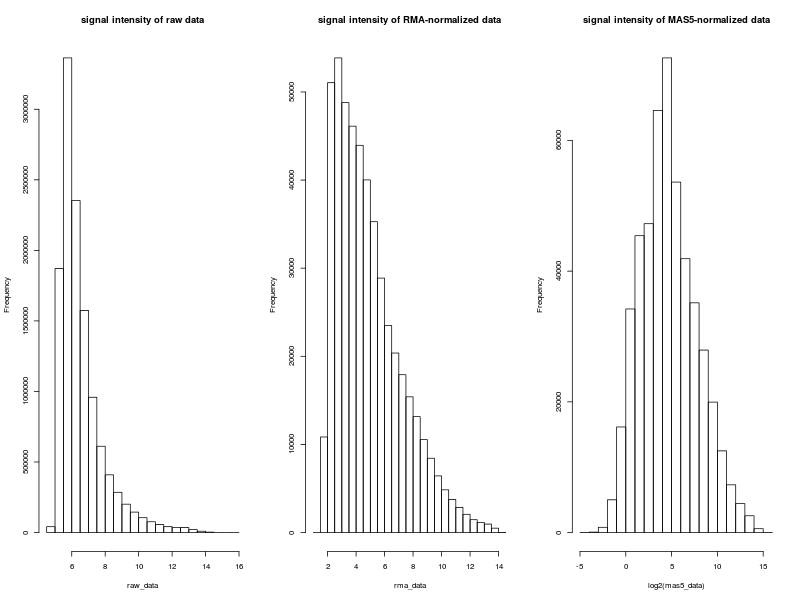 signal intensity of raw data
Frequency
0
500000
1000000
1500000
2000000
2500000
3000000
6 8 10 12 14 16
raw_data
signal intensity of RMA-normalized data
Frequency
0
10000
20000
30000
40000
50000
2 4 6 8 10 12 14
rma_data
signal intensity of MAS5-normalized data
Frequency
0
20000
40000
60000
-5 0 5 10 15
log2(mas5_data)